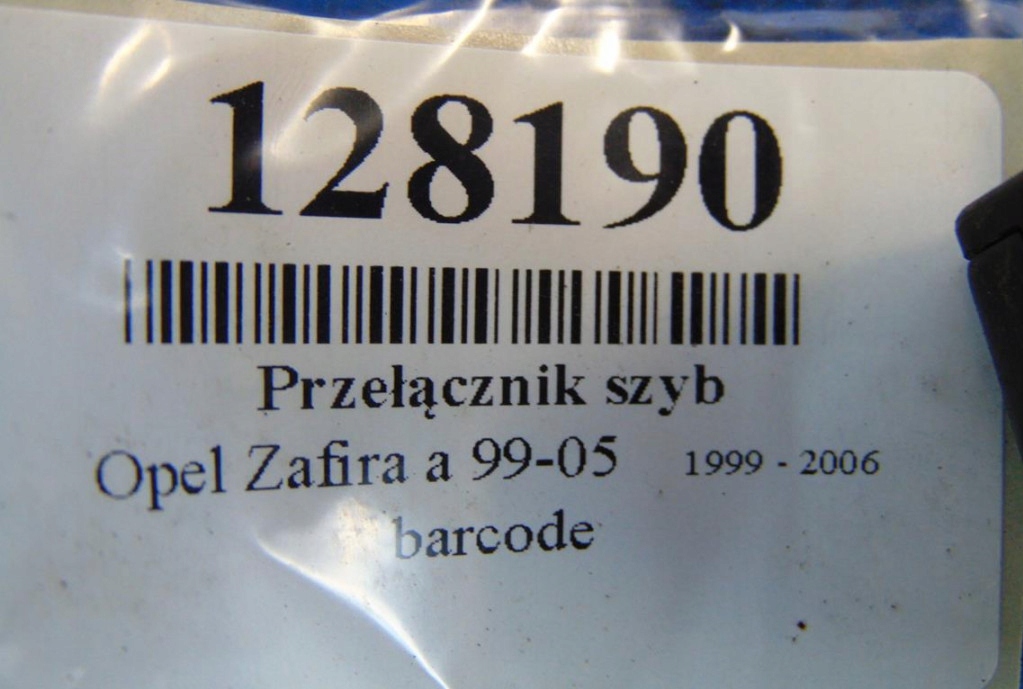 128190
Przełącznik szyb
Opel Zafira a 99-05 1999 - 2006
barcode